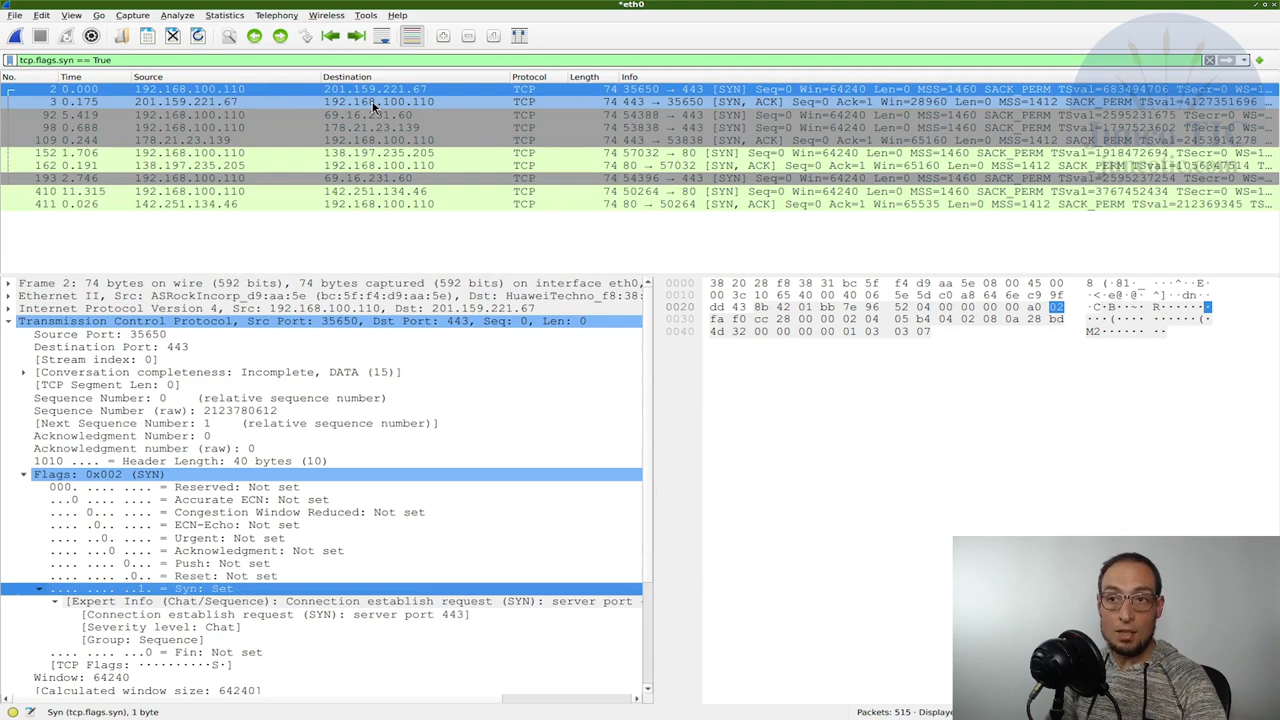 *eth0
File Edit View Go Capture Analyze Statistics Telephony Wireless Tools Help
tcp.flags.syn == True
No. Time Source Destination Protocol Length Info
2 0.000 192.168.100.110 201.159.221.67 TCP 74 35650 → 443 [SYN] Seq=0 Win=64240 Len=0 MSS=1460 SACK_PERM TSval=683494706 TSecr=0 WS=1…
3 0.175 201.159.221.67 192.168.100.110 TCP 74 443 → 35650 [SYN, ACK] Seq=0 Ack=1 Win=28960 Len=0 MSS=1412 SACK_PERM TSval=4127351696 TS…
92 5.419 192.168.100.110 69.16.231.60 TCP 74 54388 → 443 [SYN] Seq=0 Win=64240 Len=0 MSS=1460 SACK_PERM TSval=2595231675 TSecr=0 WS=…
98 0.688 192.168.100.110 178.21.23.139 TCP 74 53838 → 443 [SYN] Seq=0 Win=64240 Len=0 MSS=1460 SACK_PERM TSval=1797523602 TSecr=0 WS=…
109 0.244 178.21.23.139 192.168.100.110 TCP 74 443 → 53838 [SYN, ACK] Seq=0 Ack=1 Win=65160 Len=0 MSS=1412 SACK_PERM TSval=2453914278 TS…
152 1.706 192.168.100.110 138.197.235.205 TCP 74 57032 → 80 [SYN] Seq=0 Win=64240 Len=0 MSS=1460 SACK_PERM TSval=1918472694 TSecr=0 WS=1…
162 0.191 138.197.235.205 192.168.100.110 TCP 74 80 → 57032 [SYN, ACK] Seq=0 Ack=1 Win=65160 Len=0 MSS=1412 SACK_PERM
193 2.746 192.168.100.110 69.16.231.60 TCP 74 54396 → 443 [SYN] Seq=0 Win=64240 Len=0 MSS=1460 SACK_PERM TSval=2595237254 TSecr=0 WS=…
410 11.315 192.168.100.110 142.251.134.46 TCP 74 50264 → 80 [SYN] Seq=0 Win=64240 Len=0 MSS=1460 SACK_PERM TSval=3767452434 TSecr=0 WS=1…
411 0.026 142.251.134.46 192.168.100.110 TCP 74 80 → 50264 [SYN, ACK] Seq=0 Ack=1 Win=65535 Len=0 MSS=1412 SACK_PERM TSval=212369345 TS…
Frame 2: 74 bytes on wire (592 bits), 74 bytes captured (592 bits) on interface eth0,
Ethernet II, Src: ASRockIncorp_d9:aa:5e (bc:5f:f4:d9:aa:5e), Dst: HuaweiTechno_f8:38:
Internet Protocol Version 4, Src: 192.168.100.110, Dst: 201.159.221.67
Transmission Control Protocol, Src Port: 35650, Dst Port: 443, Seq: 0, Len: 0
Source Port: 35650
Destination Port: 443
[Stream index: 0]
[Conversation completeness: Incomplete, DATA (15)]
[TCP Segment Len: 0]
Sequence Number: 0 (relative sequence number)
Sequence Number (raw): 2123780612
[Next Sequence Number: 1 (relative sequence number)]
Acknowledgment Number: 0
Acknowledgment number (raw): 0
1010 .... = Header Length: 40 bytes (10)
Flags: 0x002 (SYN)
000. .... .... = Reserved: Not set
...0 .... .... = Accurate ECN: Not set
.... 0... .... = Congestion Window Reduced: Not set
.... .0.. .... = ECN-Echo: Not set
.... ..0. .... = Urgent: Not set
.... ...0 .... = Acknowledgment: Not set
.... .... 0... = Push: Not set
.... .... .0.. = Reset: Not set
.... .... ..1. = Syn: Set
[Expert Info (Chat/Sequence): Connection establish request (SYN): server port
[Connection establish request (SYN): server port 443]
[Severity level: Chat]
[Group: Sequence]
.... .... ...0 = Fin: Not set
[TCP Flags: ··········S·]
Window: 64240
[Calculated window size: 64240]
0000 38 20 28 f8 38 31 bc 5f f4 d9 aa 5e 08 00 45 00 8 (·81·_ ···^··E·
0010 00 3c 10 65 40 00 40 06 5e 5d c0 a8 64 6e c9 9f ·<·e@·@· ^]··dn··
0020 dd 43 8b 42 01 bb 7e 96 52 04 00 00 00 00 a0 02 ·C·B··~· R·······
0030 fa f0 cc 28 00 00 02 04 05 b4 04 02 08 0a 28 bd ···(···· ······(·
0040 4d 32 00 00 00 00 01 03 03 07 M2······ ··
Syn (tcp.flags.syn), 1 byte
Packets: 515 · Displaye